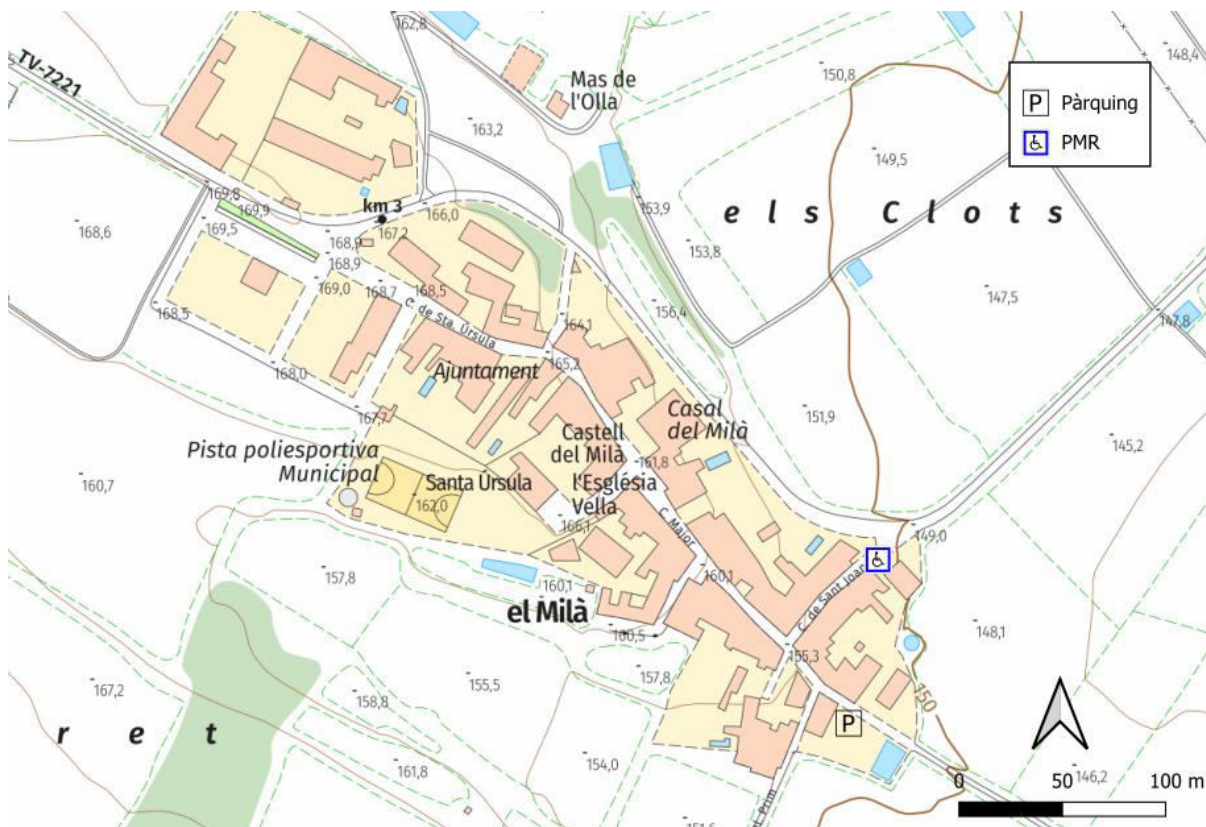 162,8
148,4
TV-7221
Mas de
l'Olla
150,8
P Pàrquing
PMR
163,2
149,5
169,8
169,9
km 3
166,0
153,9
els Clots
168,6
169,5
168,9
167,2
153,8
168,9
169,0
168,7
168,5
147,5
168,5
C. de Sta. Úrsula
164,1
156,4
147,8
168,0
Ajuntament
165,2
167,7
Casal
del Milà
151,9
145,2
Pista poliesportiva
Municipal
Castell
del Milà
161,8
160,7
Santa Úrsula
l'Església
Vella
162,0
166,1
C. Major
149,0
157,8
160,1
160,1
C. de Sant Joan
el Milà
160,5
148,1
155,3
167,2
155,5
157,8
158,8
150
r e t
P
154,0
161,8
0 50 100 m
146,2
Prim
151,6